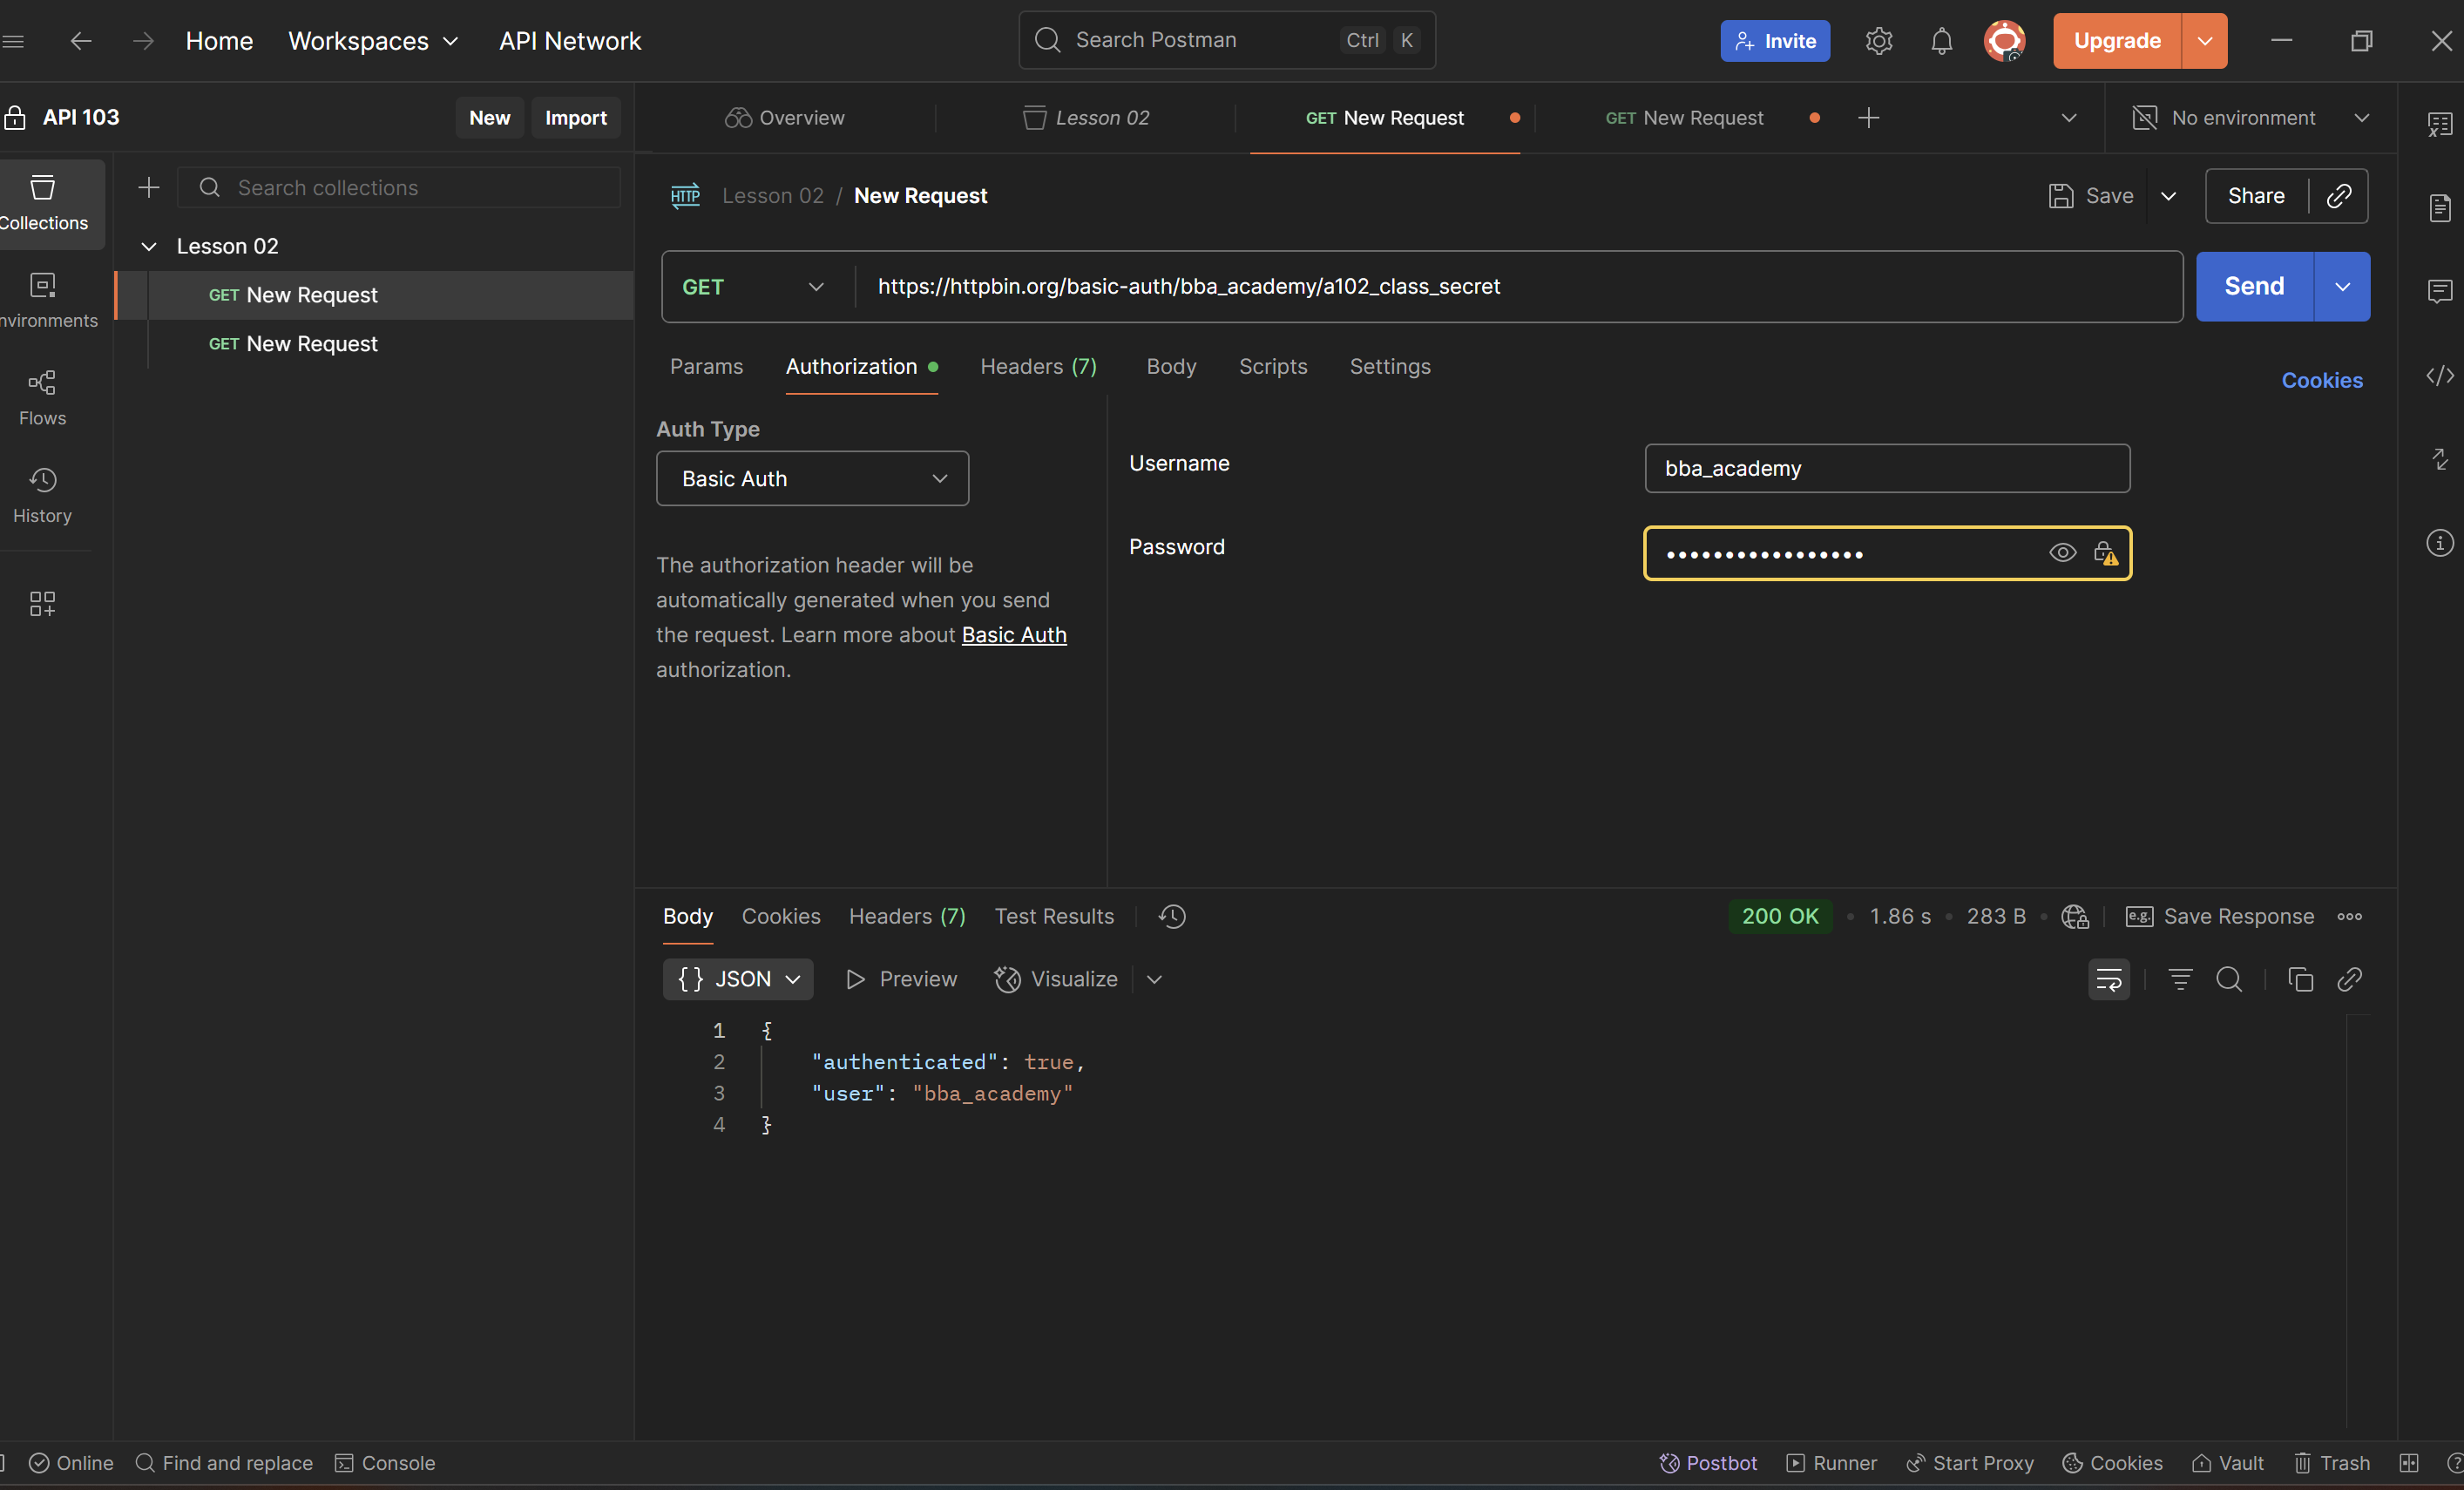 Home Workspaces API Network Search Postman Ctrl K Invite Upgrade
API 103 New Import Overview Lesson 02 GET New Request GET New Request No environment
Collections Search collections
Lesson 02 / New Request Save Share
Lesson 02
GET New Request
GET New Request
nvironments
Flows
History
HTTP
GET https://httpbin.org/basic-auth/bba_academy/a102_class_secret Send
Params Authorization Headers (7) Body Scripts Settings Cookies
Auth Type
Basic Auth
The authorization header will be
automatically generated when you send
the request. Learn more about Basic Auth
authorization.
Username bba_academy
Password •••••••••••••••••
Body Cookies Headers (7) Test Results 200 OK • 1.86 s • 283 B • e.g. Save Response
{} JSON Preview Visualize
1 {
2 "authenticated": true,
3 "user": "bba_academy"
4 }
Online Find and replace Console Postbot Runner Start Proxy Cookies Vault Trash